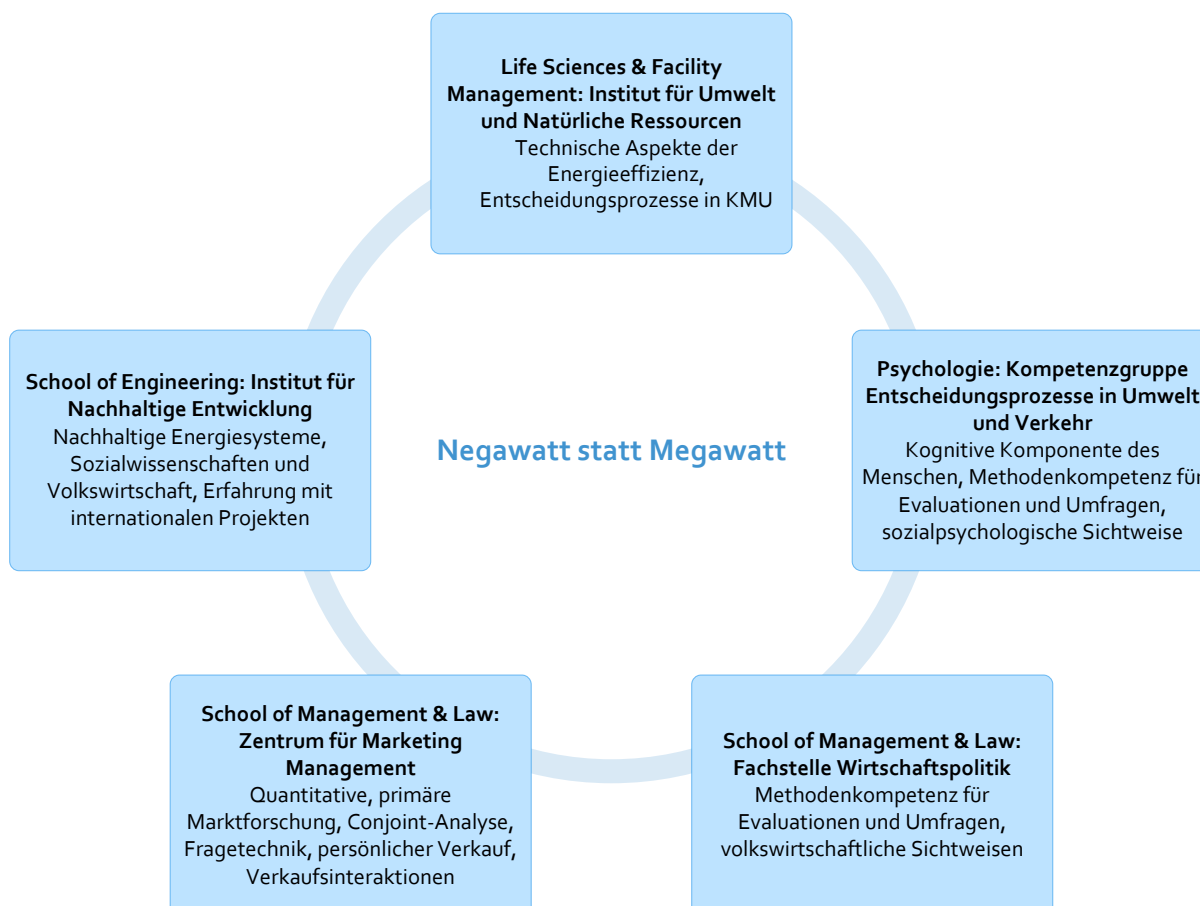 Life Sciences & Facility
Management: Institut für Umwelt
und Natürliche Ressourcen
Technische Aspekte der
Energieeffizienz,
Entscheidungsprozesse in KMU
School of Engineering: Institut für
Nachhaltige Entwicklung
Nachhaltige Energiesysteme,
Sozialwissenschaften und
Volkswirtschaft, Erfahrung mit
internationalen Projekten
Negawatt statt Megawatt
Psychologie: Kompetenzgruppe
Entscheidungsprozesse in Umwelt
und Verkehr
Kognitive Komponente des
Menschen, Methodenkompetenz für
Evaluationen und Umfragen,
sozialpsychologische Sichtweise
School of Management & Law:
Zentrum für Marketing
Management
Quantitative, primäre
Marktforschung, Conjoint-Analyse,
Fragetechnik, persönlicher Verkauf,
Verkaufsinteraktionen
School of Management & Law:
Fachstelle Wirtschaftspolitik
Methodenkompetenz für
Evaluationen und Umfragen,
volkswirtschaftliche Sichtweisen